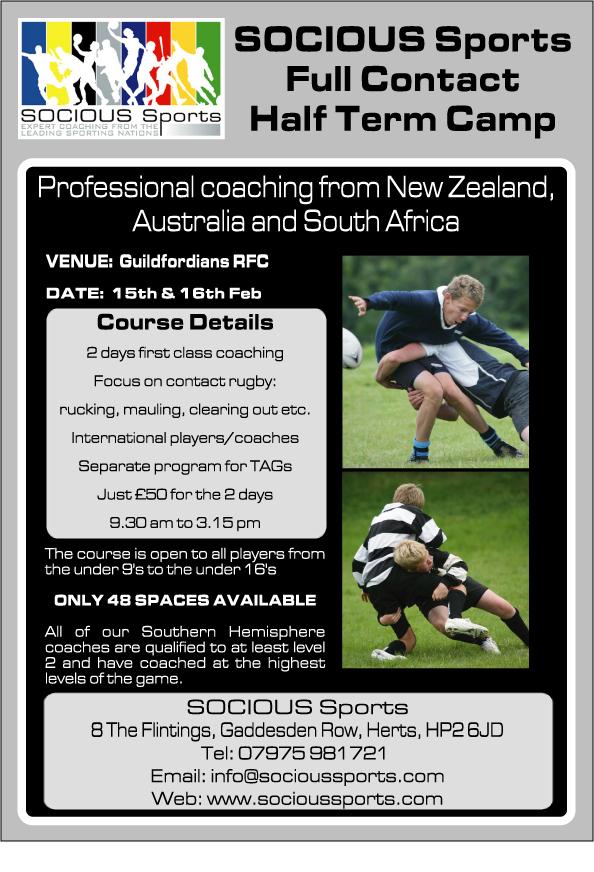 SOCIOUS Sports
EXPERT COACHING FROM THE
LEADING SPORTING NATIONS
SOCIOUS Sports
Full Contact
Half Term Camp
Professional coaching from New Zealand,
Australia and South Africa
VENUE: Guildfordians RFC
DATE: 15th & 16th Feb
Course Details
2 days first class coaching
Focus on contact rugby:
rucking, mauling, clearing out etc.
International players/coaches
Separate program for TAGs
Just £50 for the 2 days
9.30 am to 3.15 pm
The course is open to all players from
the under 9's to the under 16's
ONLY 48 SPACES AVAILABLE
All of our Southern Hemisphere
coaches are qualified to at least level
2 and have coached at the highest
levels of the game.
SOCIOUS Sports
8 The Flintings, Gaddesden Row, Herts, HP2 6JD
Tel: 07975 981 721
Email: info@socioussports.com
Web: www.socioussports.com